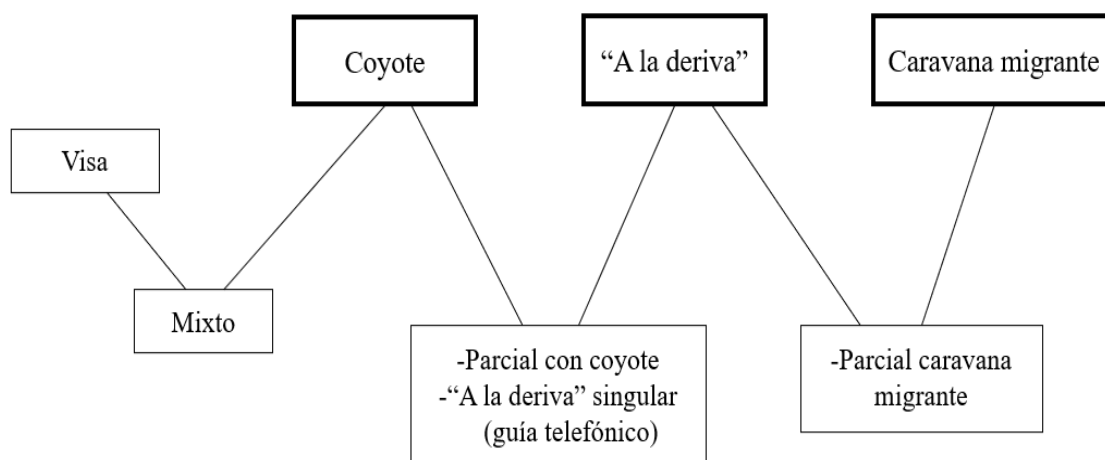 Coyote
“A la deriva”
Caravana migrante
Visa
Mixto
-Parcial con coyote
-“A la deriva” singular
(guía telefónico)
-Parcial caravana
migrante